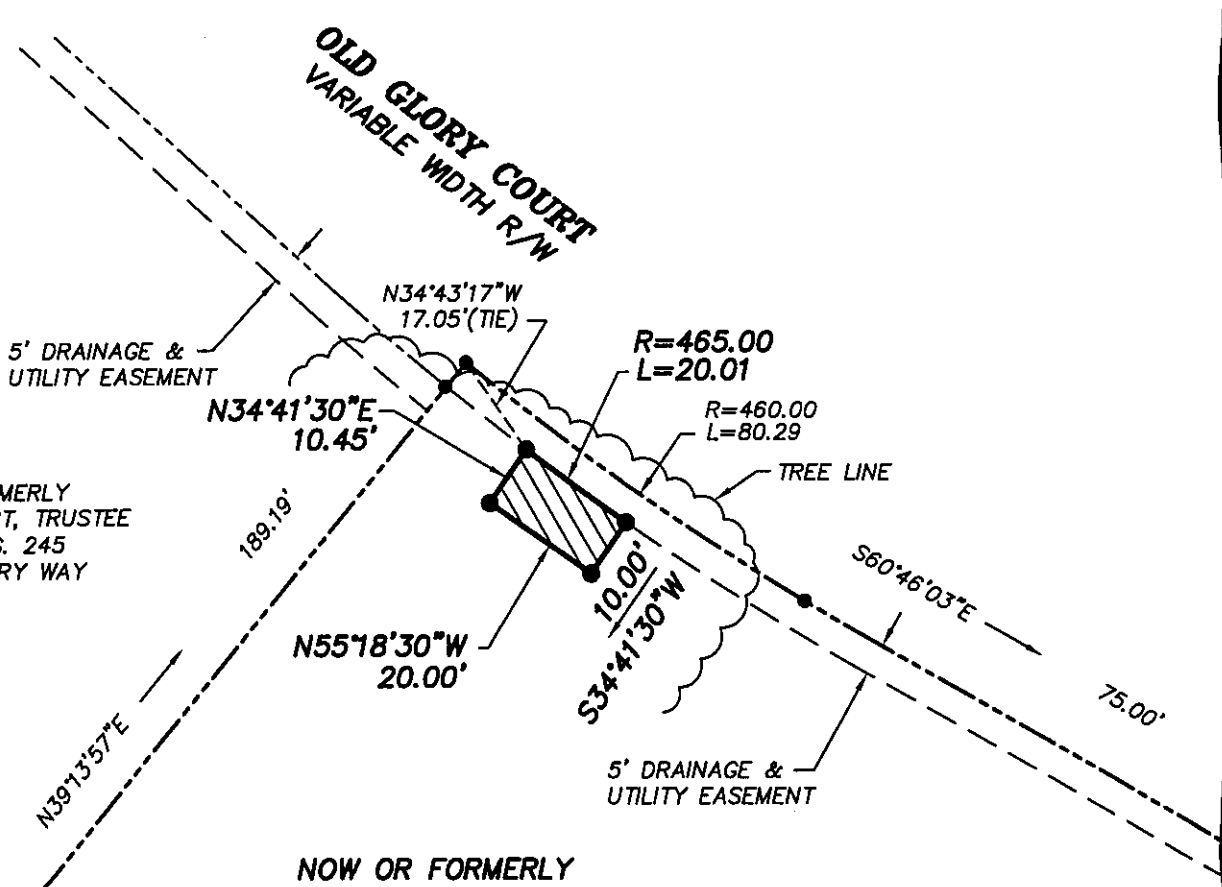 OLD GLORY COURT
VARIABLE WIDTH R/W
N34°43'17"W
17.05'(TIE)
5' DRAINAGE &
UTILITY EASEMENT
R=465.00
L=20.01
N34°41'30"E
10.45'
R=460.00
L=80.29
TREE LINE
MERLY
T, TRUSTEE
G. 245
RY WAY
189.19'
S60°46'03"E
10.00'
S34°41'30"W
N55°18'30"W
20.00'
75.00'
N39°13'57"E
5' DRAINAGE &
UTILITY EASEMENT
NOW OR FORMERLY